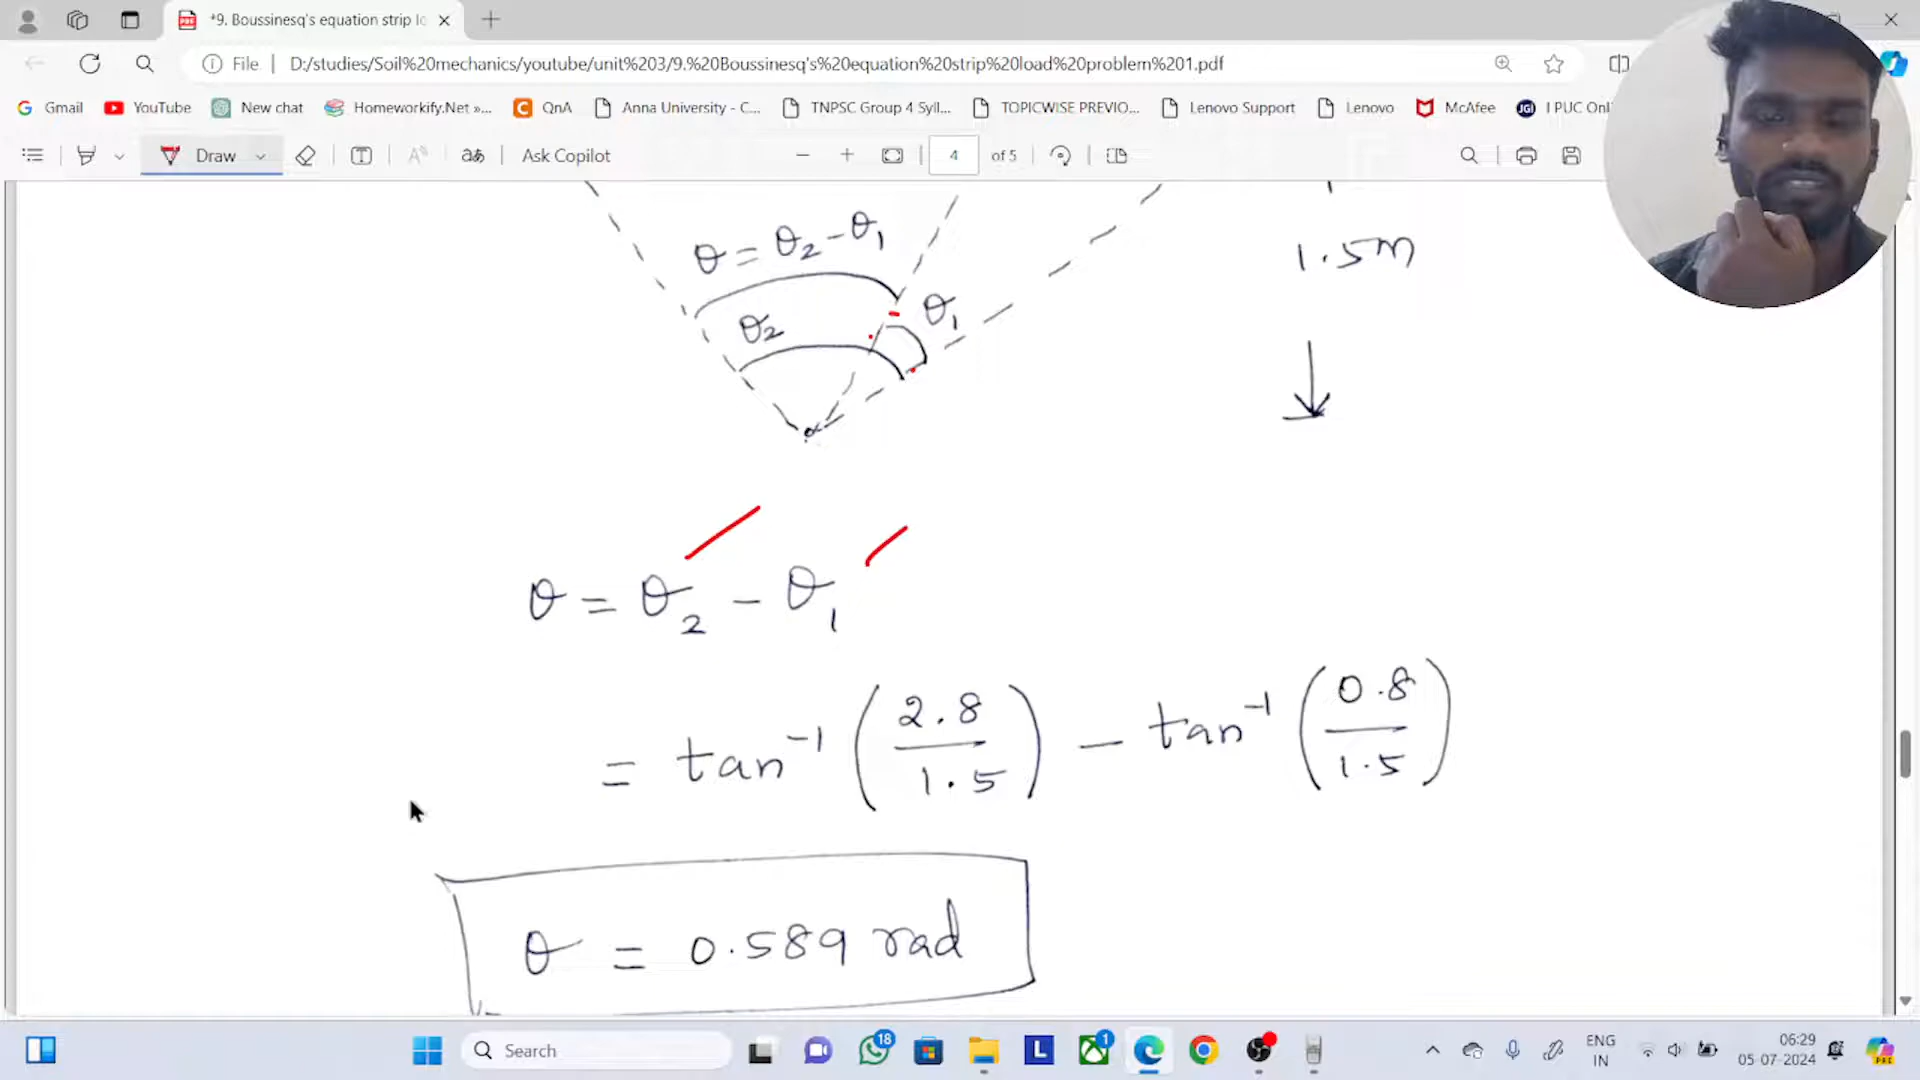 *9. Boussinesq's equation strip lo
File
D:/studies/Soil%20mechanics/youtube/unit%203/9.%20Boussinesq's%20equation%20strip%20load%20problem%201.pdf
Gmail
YouTube
New chat
Homeworkify.Net »...
QnA
Anna University - C...
TNPSC Group 4 Syll...
TOPICWISE PREVIO...
Lenovo Support
Lenovo
McAfee
I PUC Onl
Draw
aあ
Ask Copilot
4 of 5
θ = θ₂ - θ₁
1.5m
θ₂
θ₁
θ = θ₂ - θ₁
= tan⁻¹ (2.8/1.5) - tan⁻¹ (0.8/1.5)
θ = 0.589 rad
Search
18
1
ENG
IN
06:29
05-07-2024